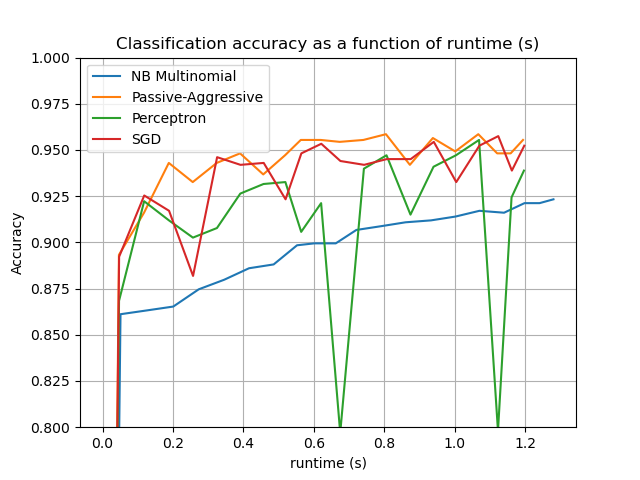 Classification accuracy as a function of runtime (s)
1.000
0.975
0.950
0.925
0.900
0.875
0.850
0.825
0.800
Accuracy
NB Multinomial
Passive-Aggressive
Perceptron
SGD
0.0 0.2 0.4 0.6 0.8 1.0 1.2
runtime (s)